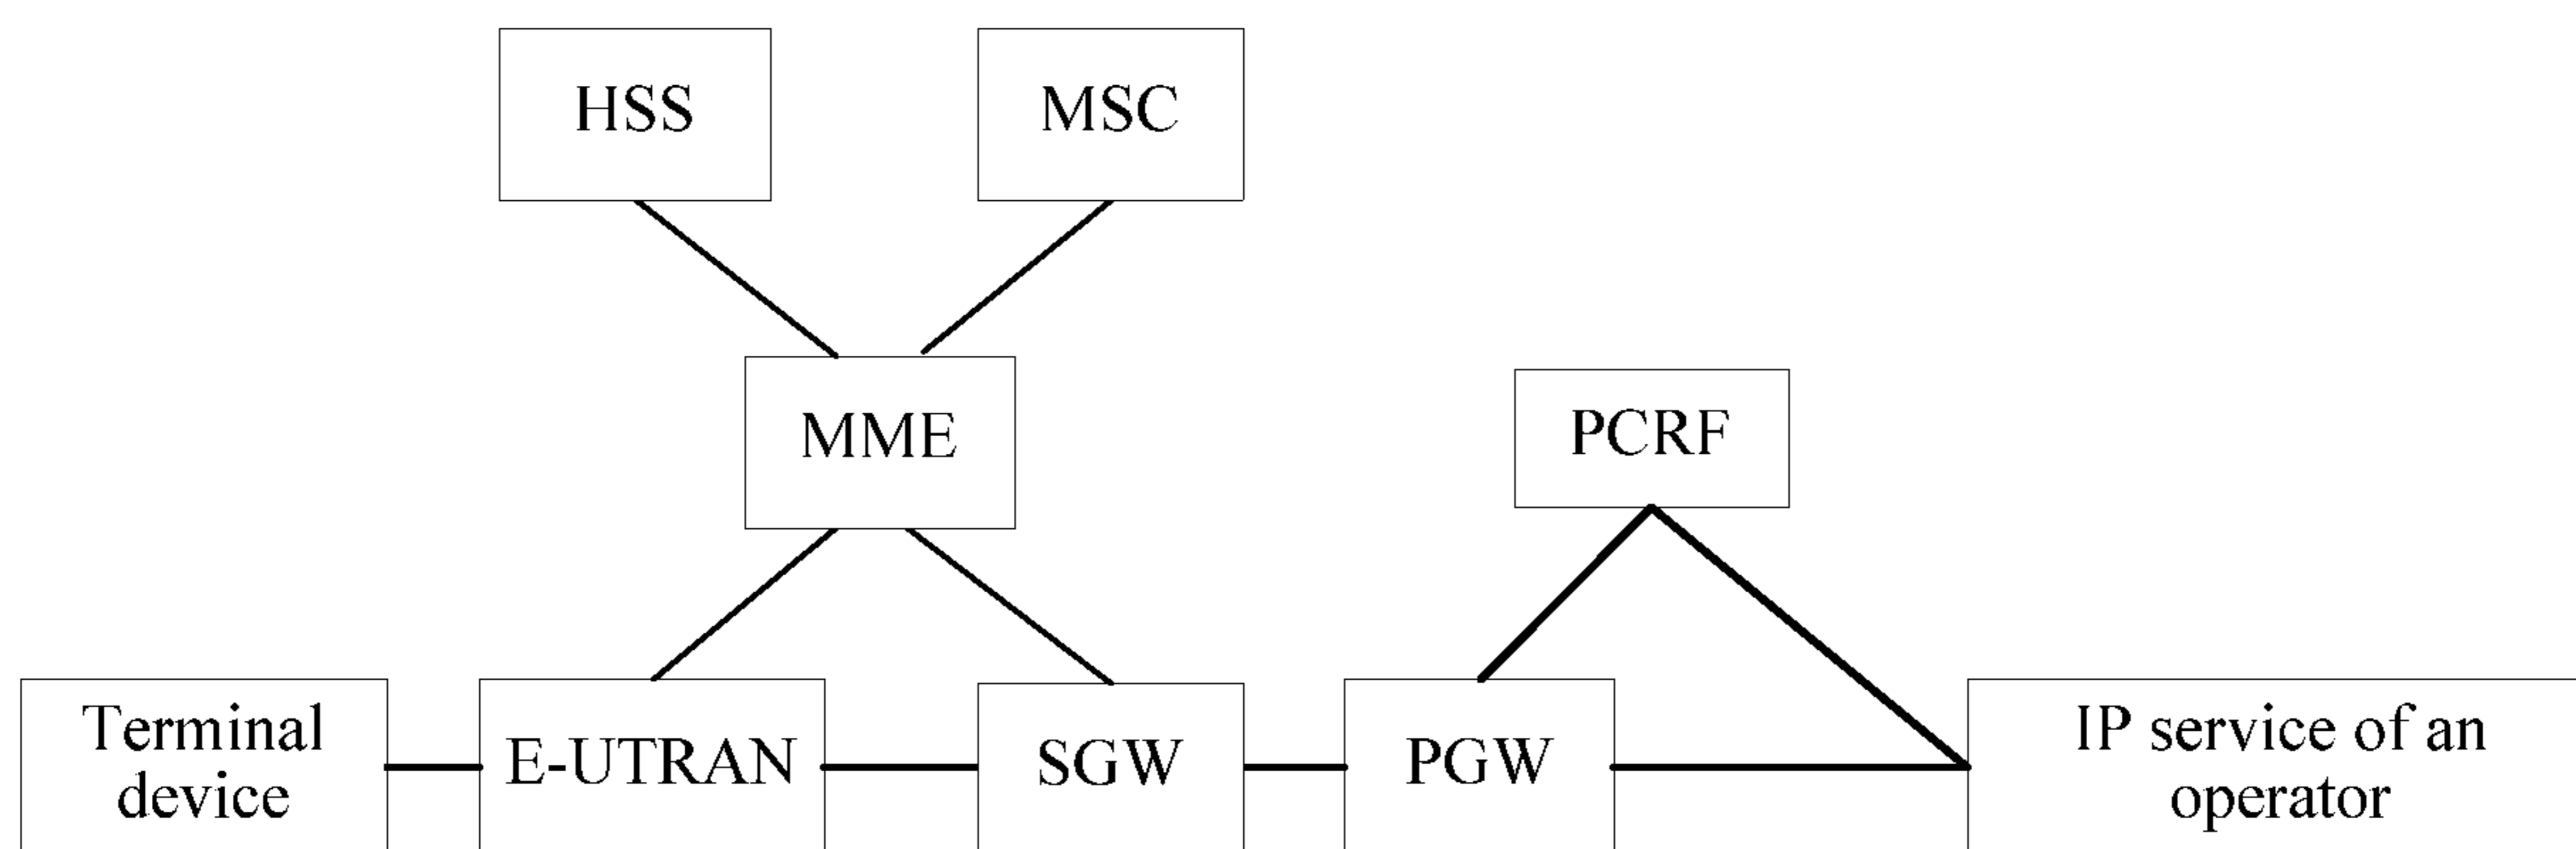 HSS
MSC
MME
PCRF
Terminal
device
E-UTRAN
SGW
PGW
IP service of an
operator